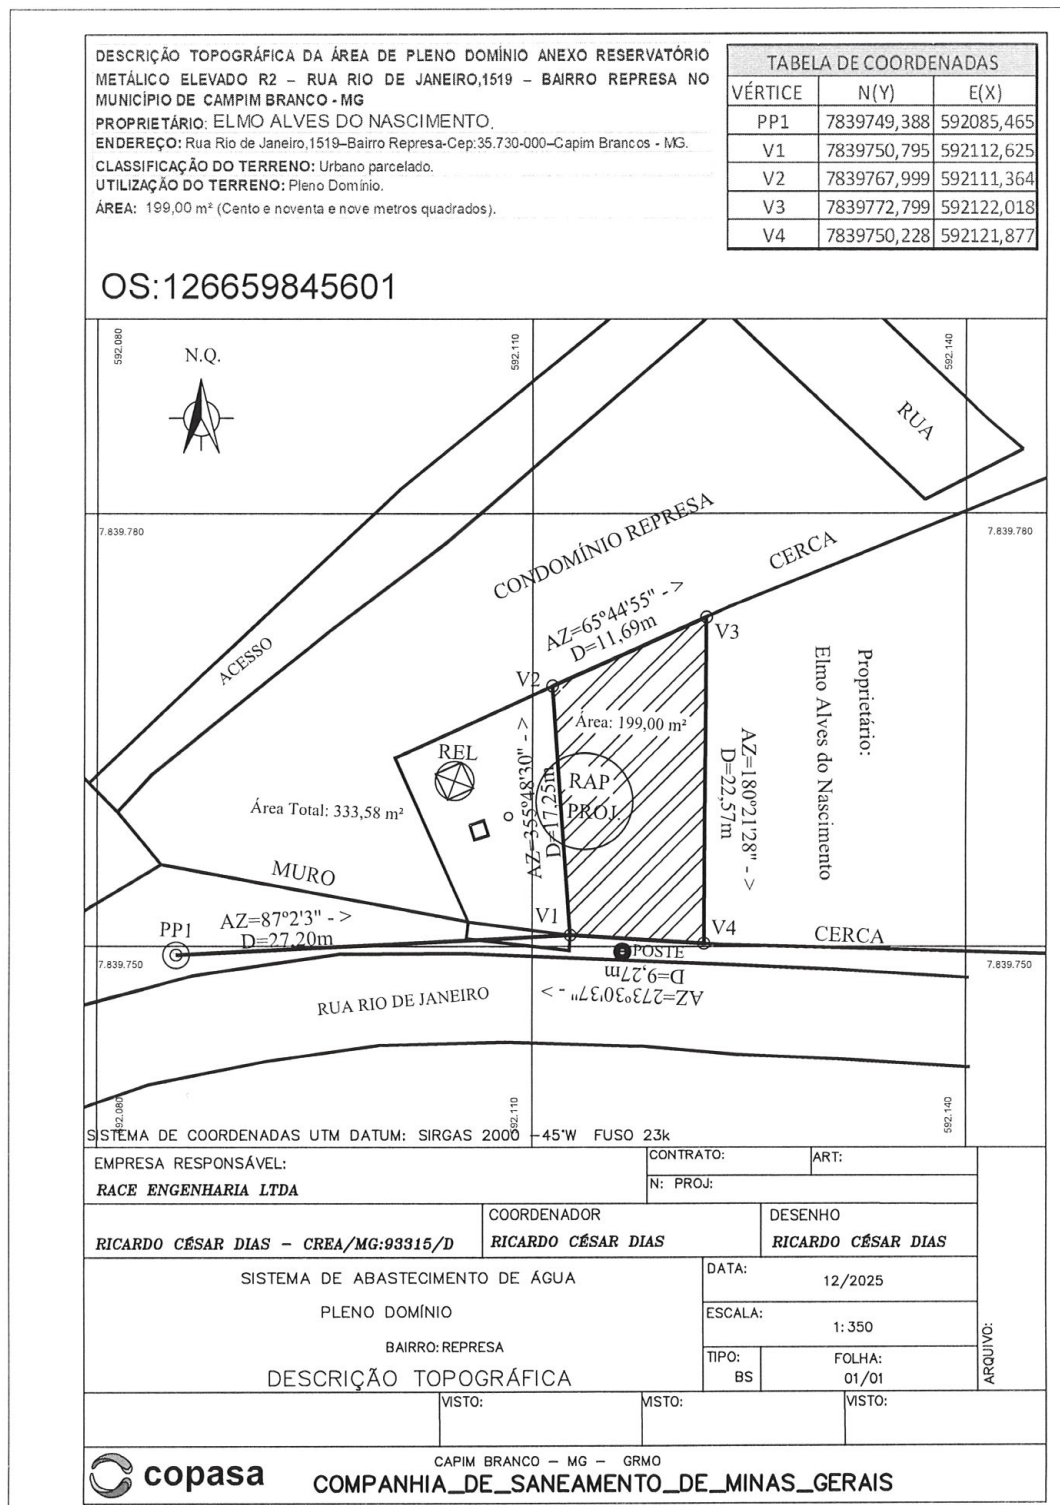 DESCRIÇÃO TOPOGRÁFICA DA ÁREA DE PLENO DOMÍNIO ANEXO RESERVATÓRIO
METÁLICO ELEVADO R2 – RUA RIO DE JANEIRO,1519 – BAIRRO REPRESA NO
MUNICÍPIO DE CAMPIM BRANCO - MG
PROPRIETÁRIO: ELMO ALVES DO NASCIMENTO.
ENDEREÇO: Rua Rio de Janeiro,1519–Bairro Represa-Cep:35.730-000–Capim Brancos - MG.
CLASSIFICAÇÃO DO TERRENO: Urbano parcelado.
UTILIZAÇÃO DO TERRENO: Pleno Domínio.
ÁREA: 199,00 m² (Cento e noventa e nove metros quadrados).
OS:126659845601
TABELA DE COORDENADAS
VÉRTICE N(Y) E(X)
PP1 7839749,388 592085,465
V1 7839750,795 592112,625
V2 7839767,999 592111,364
V3 7839772,799 592122,018
V4 7839750,228 592121,877
592.080
592.110
592.140
N.Q.
RUA
7.839.780
7.839.780
CONDOMÍNIO REPRESA
CERCA
AZ=65º44'55" - >
D=11,69m
V3
ACESSO
V2
Proprietário:
Elmo Alves do Nascimento
Área: 199,00 m²
REL
RAP
PROJ.
AZ=355º48'30" - >
D=17,25m
AZ=180º21'28" - >
D=22,57m
Área Total: 333,58 m²
MURO
PP1
AZ=87º2'3" - >
D=27,20m
V1
V4
CERCA
POSTE
7.839.750
7.839.750
AZ=273º30'37" - >
D=9,27m
RUA RIO DE JANEIRO
592.080
592.110
592.140
SISTEMA DE COORDENADAS UTM DATUM: SIRGAS 2000 -45°W FUSO 23k
EMPRESA RESPONSÁVEL:
RACE ENGENHARIA LTDA
CONTRATO:
ART:
N: PROJ:
RICARDO CÉSAR DIAS – CREA/MG:93315/D
COORDENADOR
RICARDO CÉSAR DIAS
DESENHO
RICARDO CÉSAR DIAS
SISTEMA DE ABASTECIMENTO DE ÁGUA
PLENO DOMÍNIO
BAIRRO: REPRESA
DESCRIÇÃO TOPOGRÁFICA
DATA:
12/2025
ESCALA:
1:350
TIPO:
BS
FOLHA:
01/01
ARQUIVO:
VISTO:
VISTO:
VISTO:
copasa
CAPIM BRANCO – MG – GRMO
COMPANHIA_DE_SANEAMENTO_DE_MINAS_GERAIS